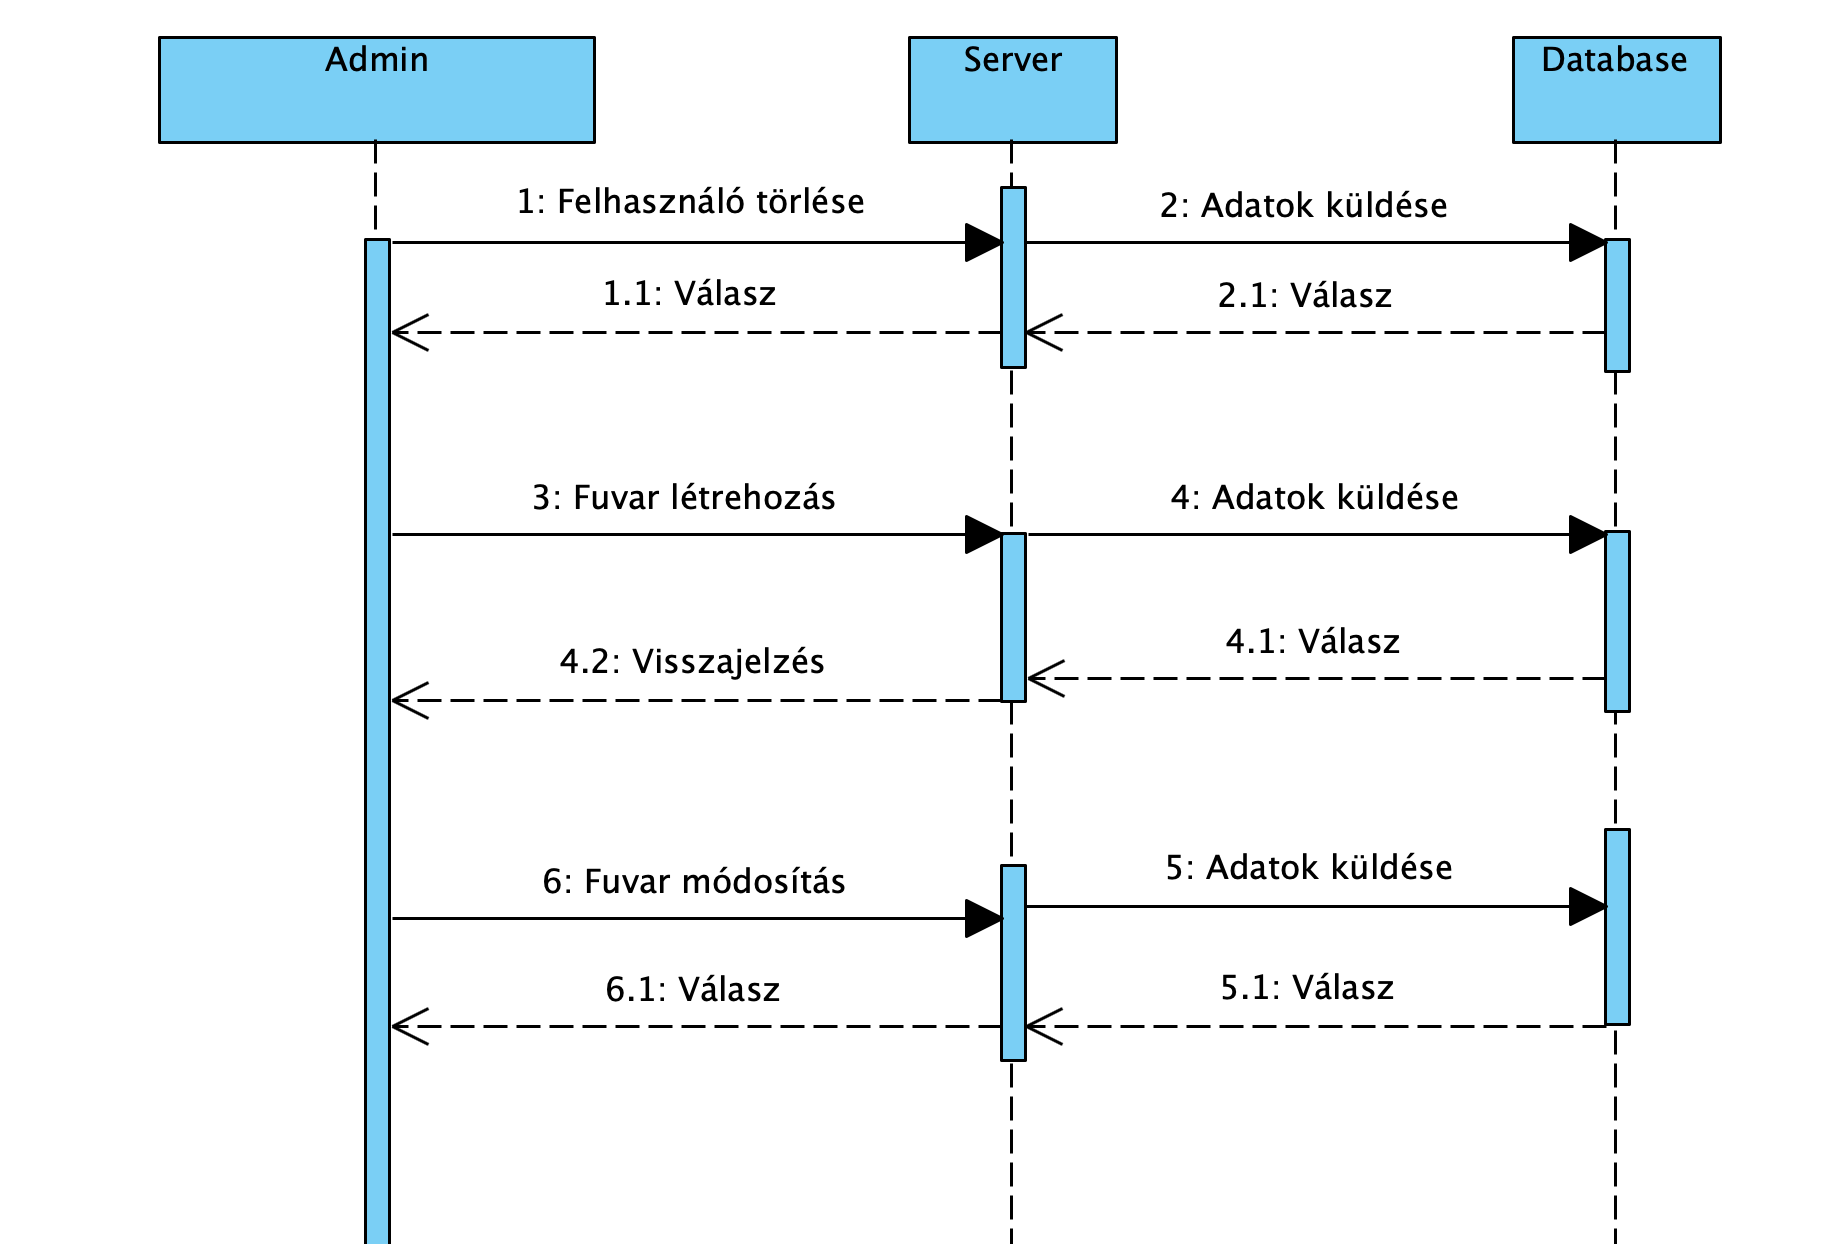 Admin
Server
Database
1: Felhasználó törlése
2: Adatok küldése
1.1: Válasz
2.1: Válasz
3: Fuvar létrehozás
4: Adatok küldése
4.1: Válasz
4.2: Visszajelzés
5: Adatok küldése
6: Fuvar módosítás
6.1: Válasz
5.1: Válasz